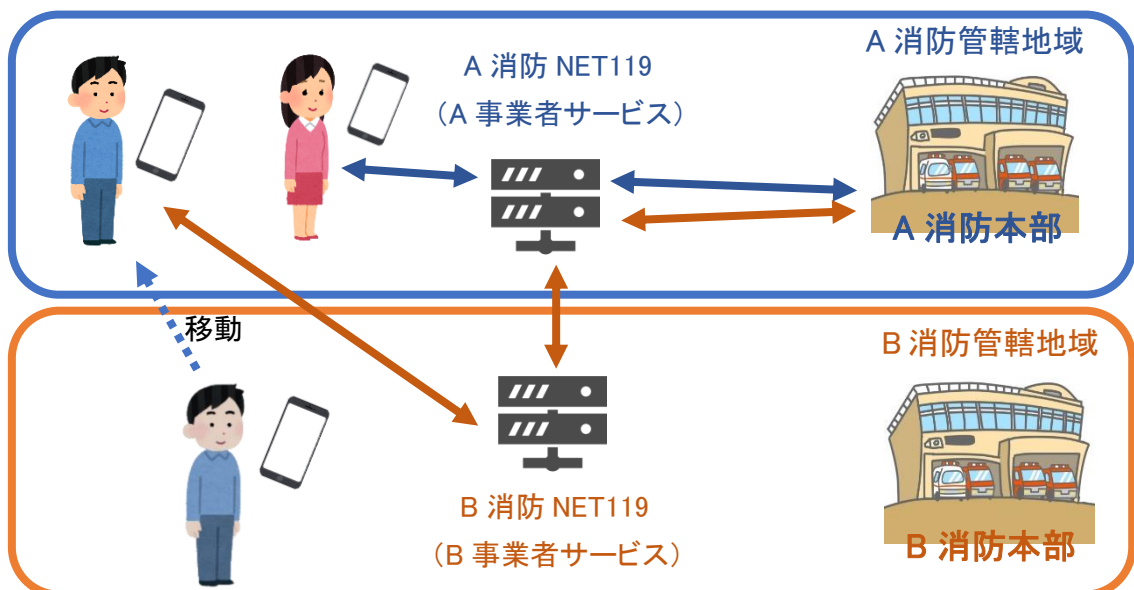 A 消防 NET119
（A 事業者サービス）
A 消防管轄地域
A 消防本部
移動
B 消防管轄地域
B 消防 NET119
（B 事業者サービス）
B 消防本部